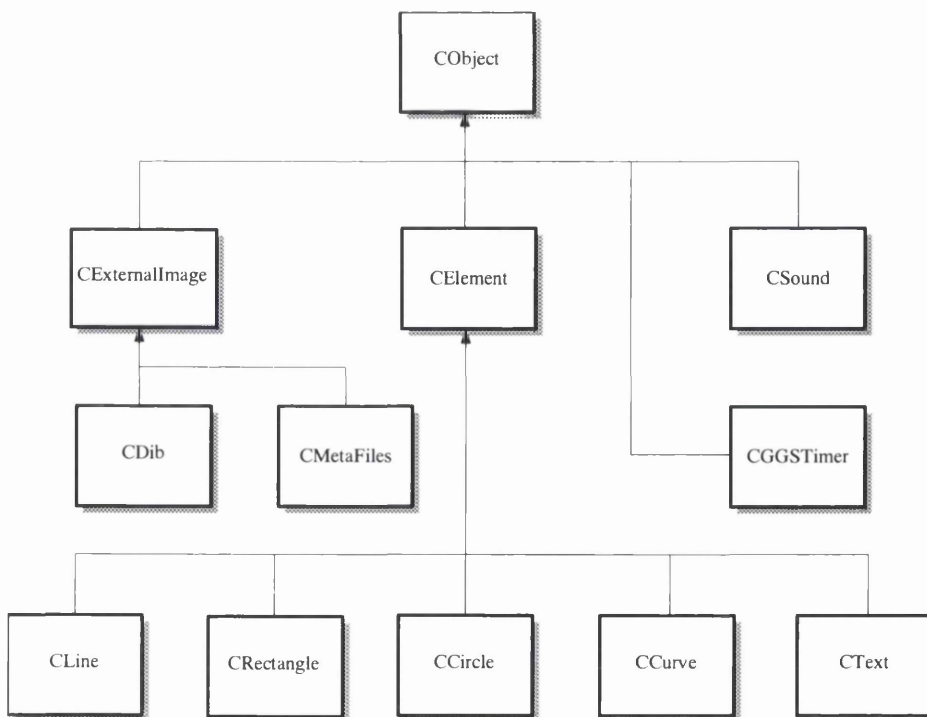 CObject
CExternalImage
CElement
CSound
CDib
CMetaFiles
CGGSTimer
CLine
CRectangle
CCircle
CCurve
CText